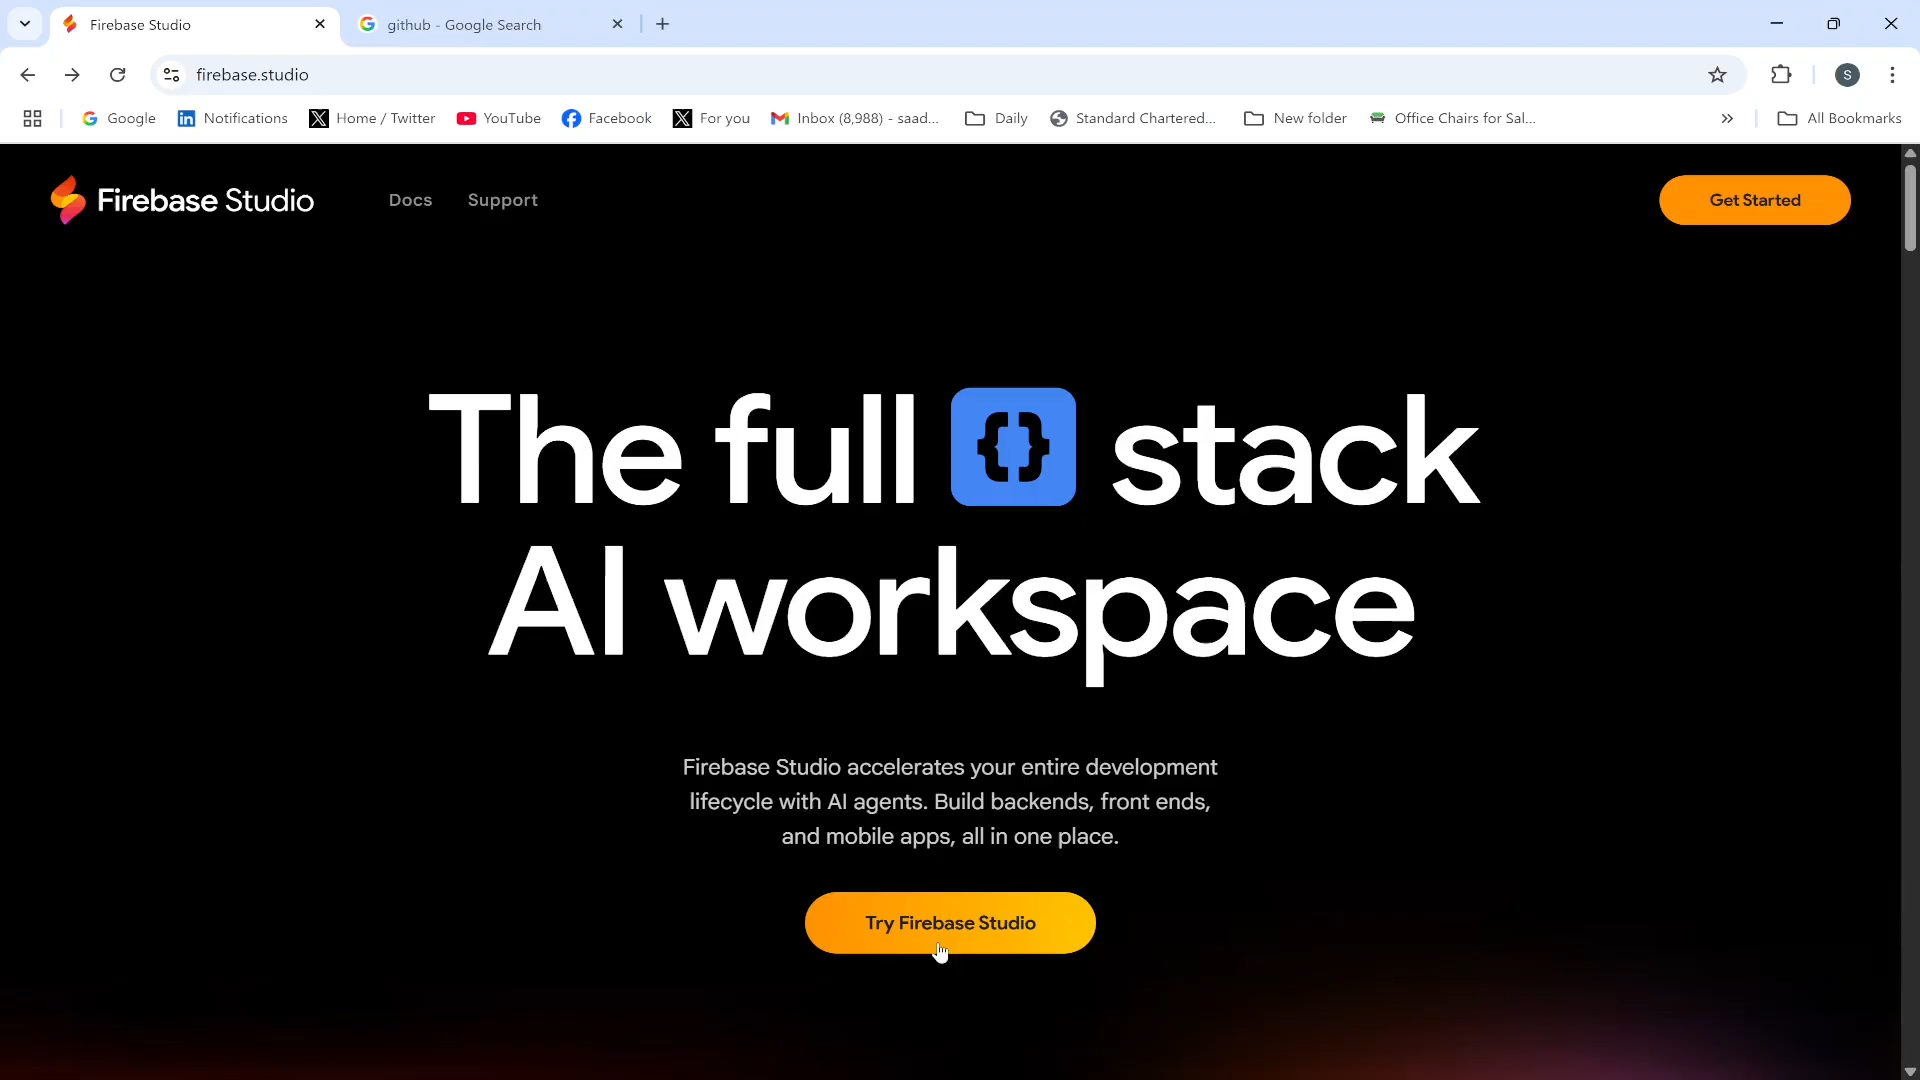 Firebase Studio
github - Google Search
firebase.studio
S
Google
Notifications
Home / Twitter
YouTube
Facebook
For you
Inbox (8,988) - saad...
Daily
Standard Chartered...
New folder
Office Chairs for Sal...
All Bookmarks
Firebase Studio
Docs
Support
Get Started
The full {} stack
AI workspace
Firebase Studio accelerates your entire development
lifecycle with AI agents. Build backends, front ends,
and mobile apps, all in one place.
Try Firebase Studio